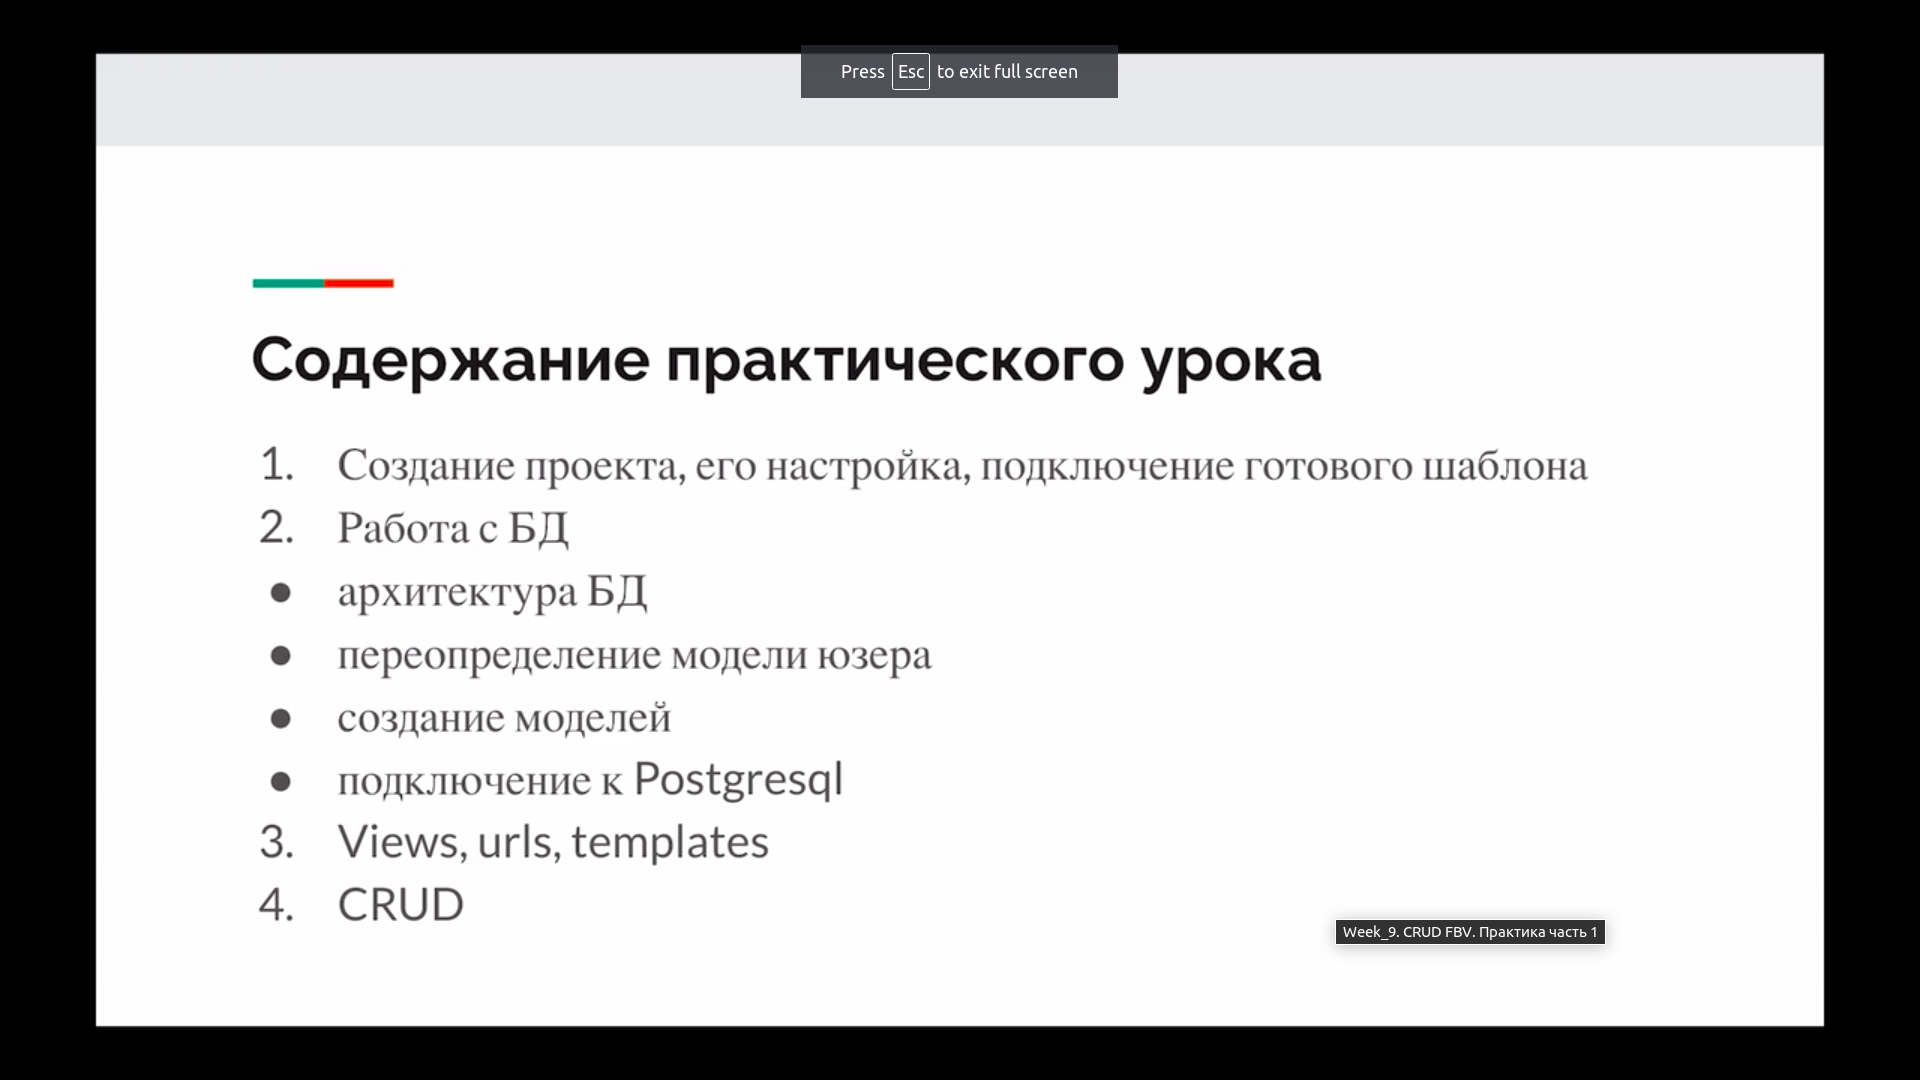 Press Esc to exit full screen
Содержание практического урока
1. Создание проекта, его настройка, подключение готового шаблона
2. Работа с БД
● архитектура БД
● переопределение модели юзера
● создание моделей
● подключение к Postgresql
3. Views, urls, templates
4. CRUD
Week_9. CRUD FBV. Практика часть 1